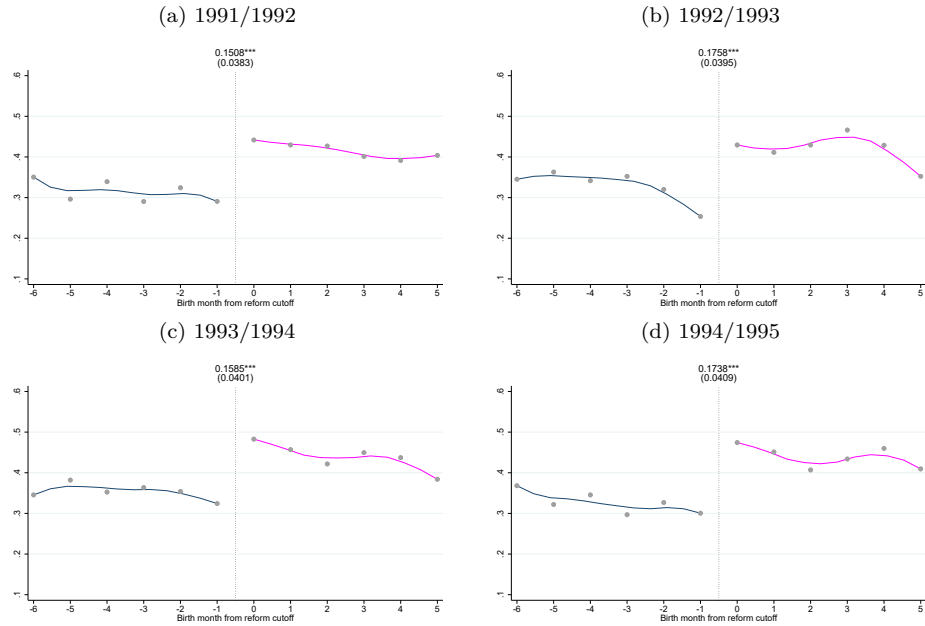 (a) 1991/1992
0.1508***
(0.0383)
.6
.5
.4
.3
.2
.1
-6 -5 -4 -3 -2 -1 0 1 2 3 4 5
Birth month from reform cutoff
(b) 1992/1993
0.1758***
(0.0395)
.6
.5
.4
.3
.2
.1
-6 -5 -4 -3 -2 -1 0 1 2 3 4 5
Birth month from reform cutoff
(c) 1993/1994
0.1585***
(0.0401)
.6
.5
.4
.3
.2
.1
-6 -5 -4 -3 -2 -1 0 1 2 3 4 5
Birth month from reform cutoff
(d) 1994/1995
0.1738***
(0.0409)
.6
.5
.4
.3
.2
.1
-6 -5 -4 -3 -2 -1 0 1 2 3 4 5
Birth month from reform cutoff